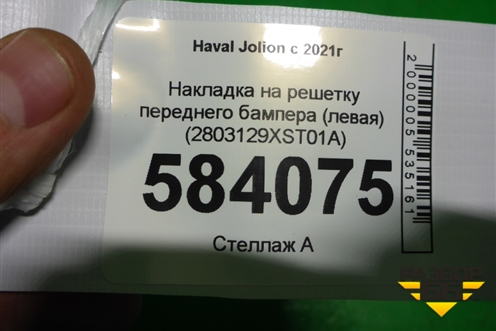 Haval Jolion с 2021г
Накладка на решетку
переднего бампера (левая)
(2803129XST01A)
584075
Стеллаж А
2000005535161